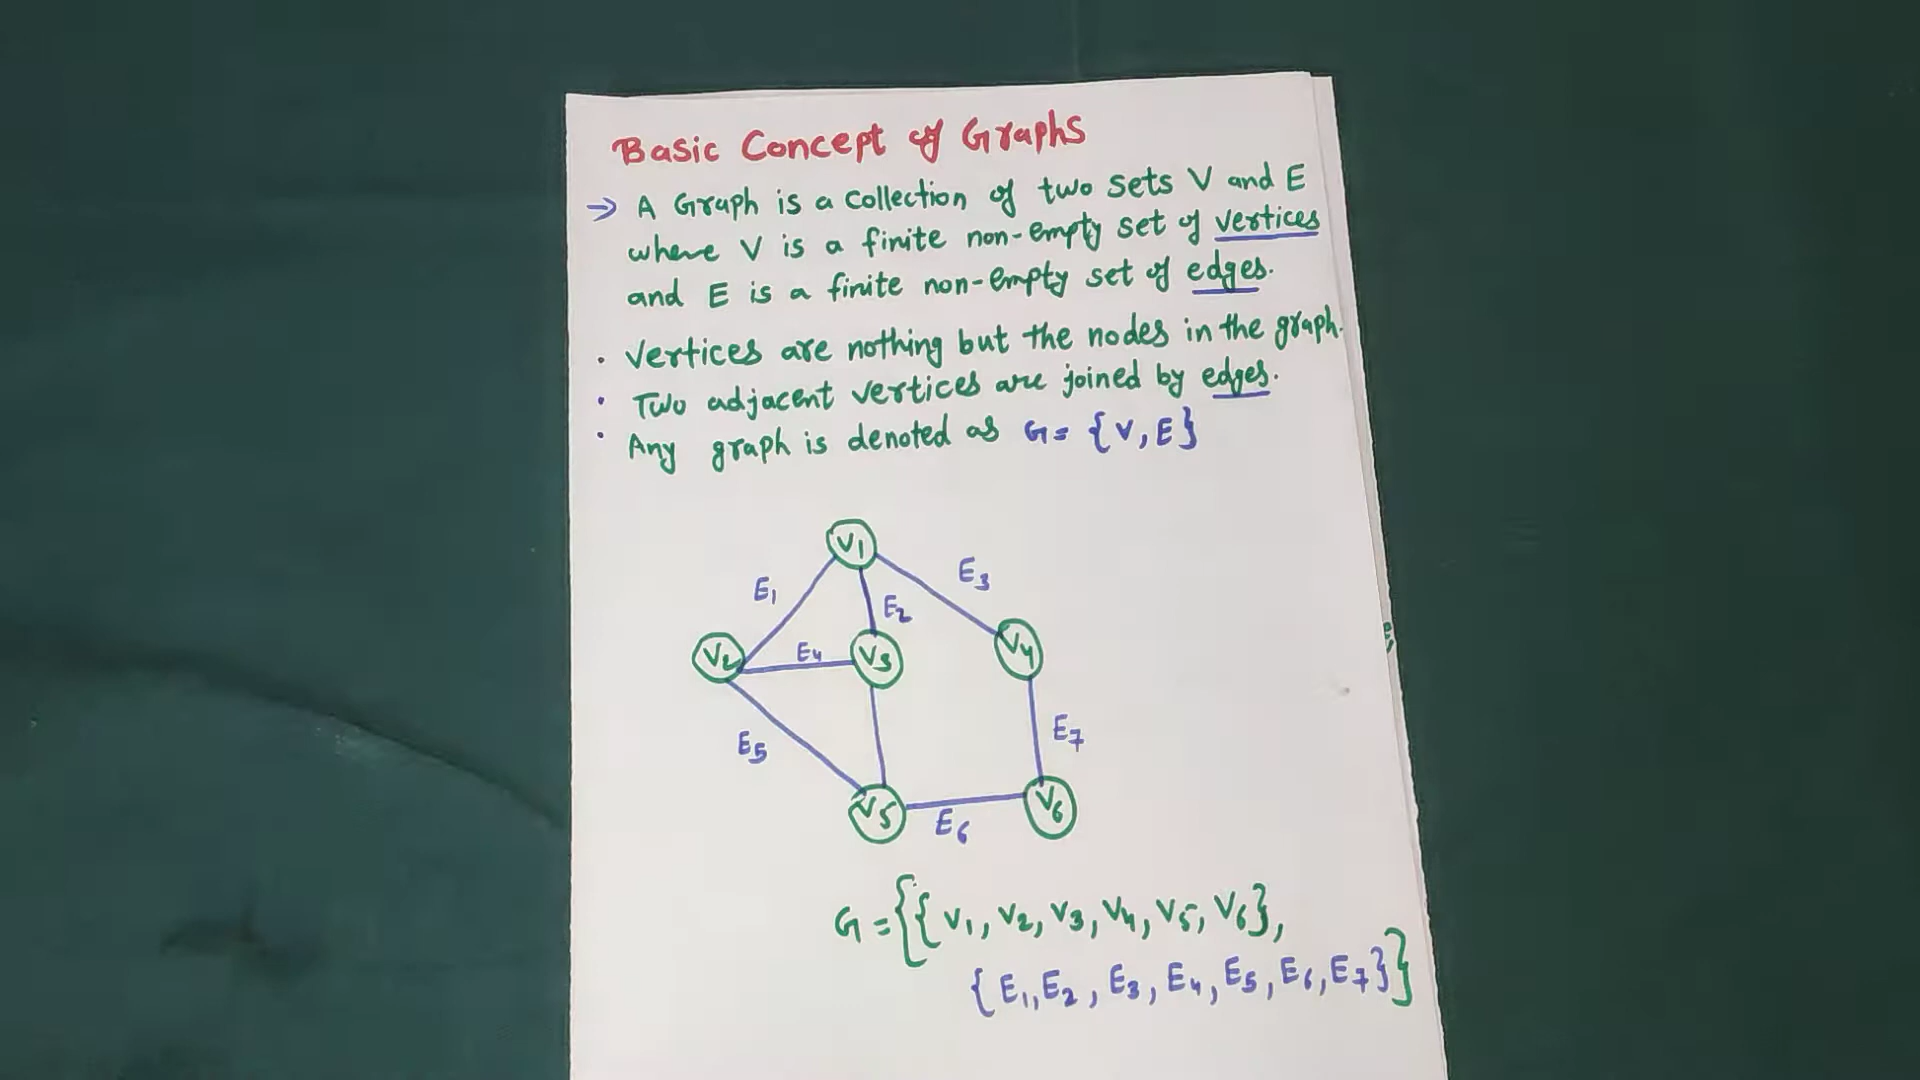 Basic Concept of Graphs
→ A Graph is a Collection of two sets V and E
where V is a finite non-empty set of vertices
and E is a finite non-empty set of edges.
· Vertices are nothing but the nodes in the graph.
· Two adjacent vertices are joined by edges.
· Any graph is denoted as G = {V, E}
V1
E1
E2
E3
V2
E4
V3
V4
E5
E7
V5
E6
V6
G = {{V1, V2, V3, V4, V5, V6},
{E1, E2, E3, E4, E5, E6, E7}}